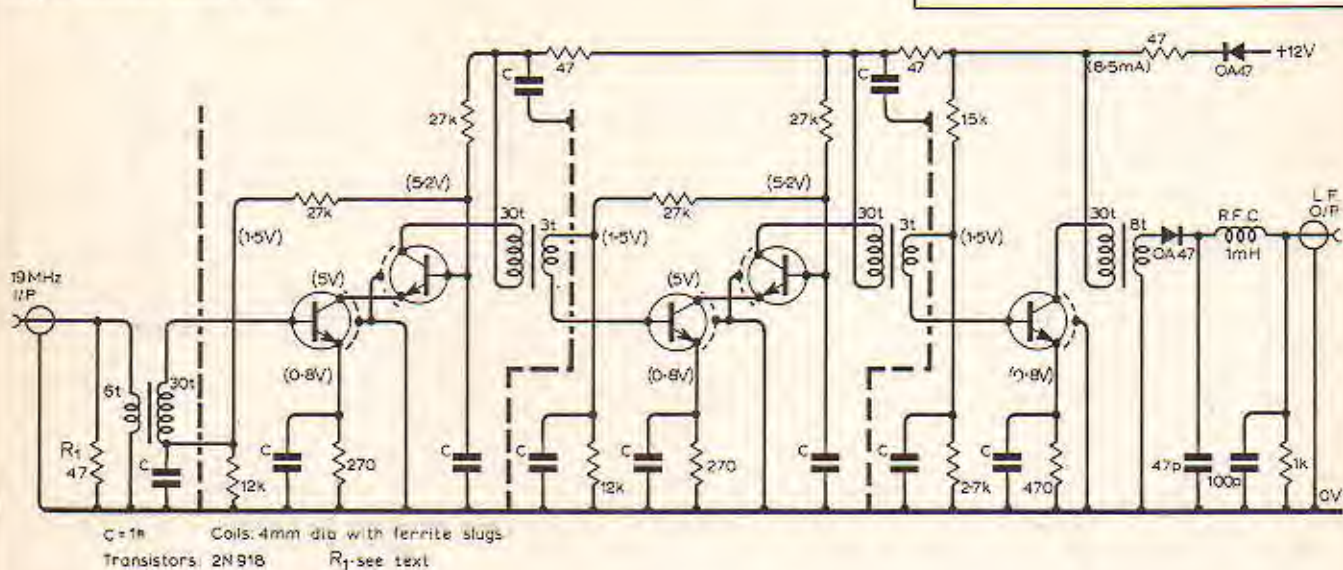 47
47
47
+12V
C
C
(8·5mA)
OA47
27k
27k
15k
(5·2V)
(5·2V)
27k
30t
3t
27k
30t
3t
30t
8t
R.F.C.
L.F.
O/P
(1·5V)
(1·5V)
(1·5V)
OA47
1mH
19MHz
I/P
(5V)
(5V)
(0·8V)
(0·8V)
(0·8V)
30t
R1
47
C
12k
C
270
C
C
12k
C
270
C
C
2·7k
C
470
47p
100p
1k
0V
C = 1n
Coils: 4mm dia with ferrite slugs
Transistors: 2N918
R1-see text